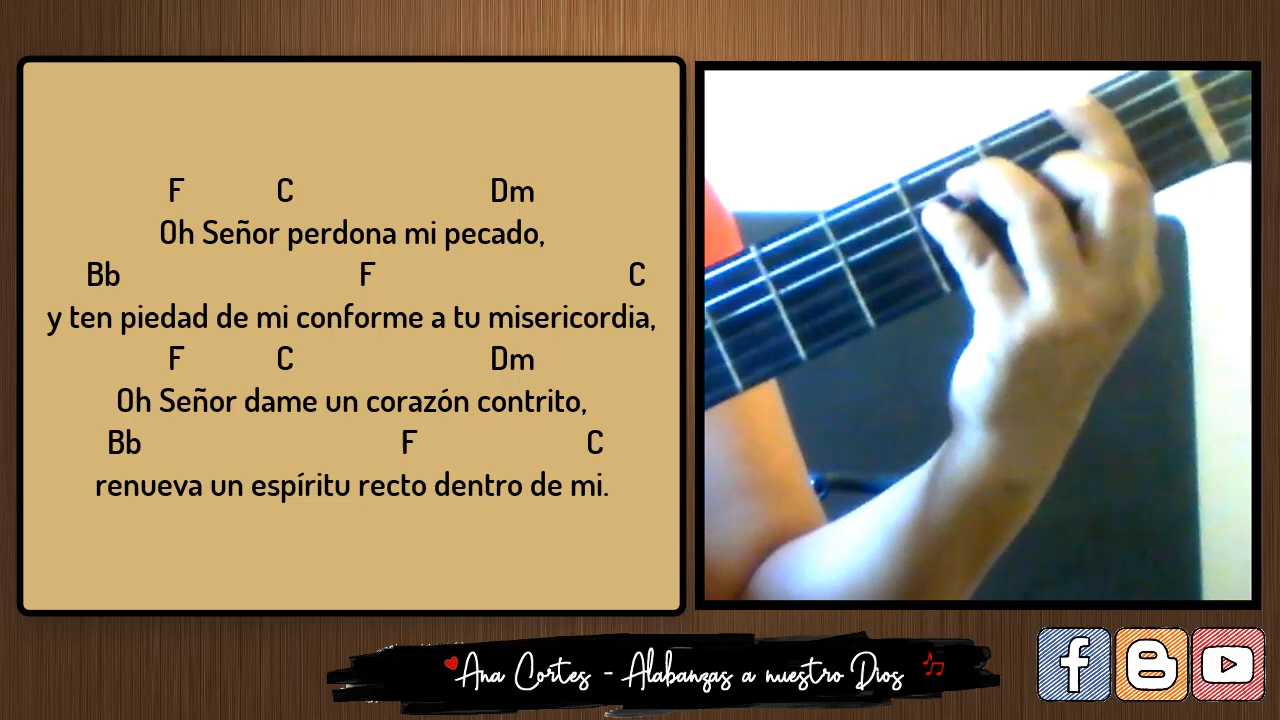 F C Dm
Oh Señor perdona mi pecado,
Bb F C
y ten piedad de mi conforme a tu misericordia,
F C Dm
Oh Señor dame un corazón contrito,
Bb F C
renueva un espíritu recto dentro de mi.
Ana Cortes - Alabanzas a nuestro Dios